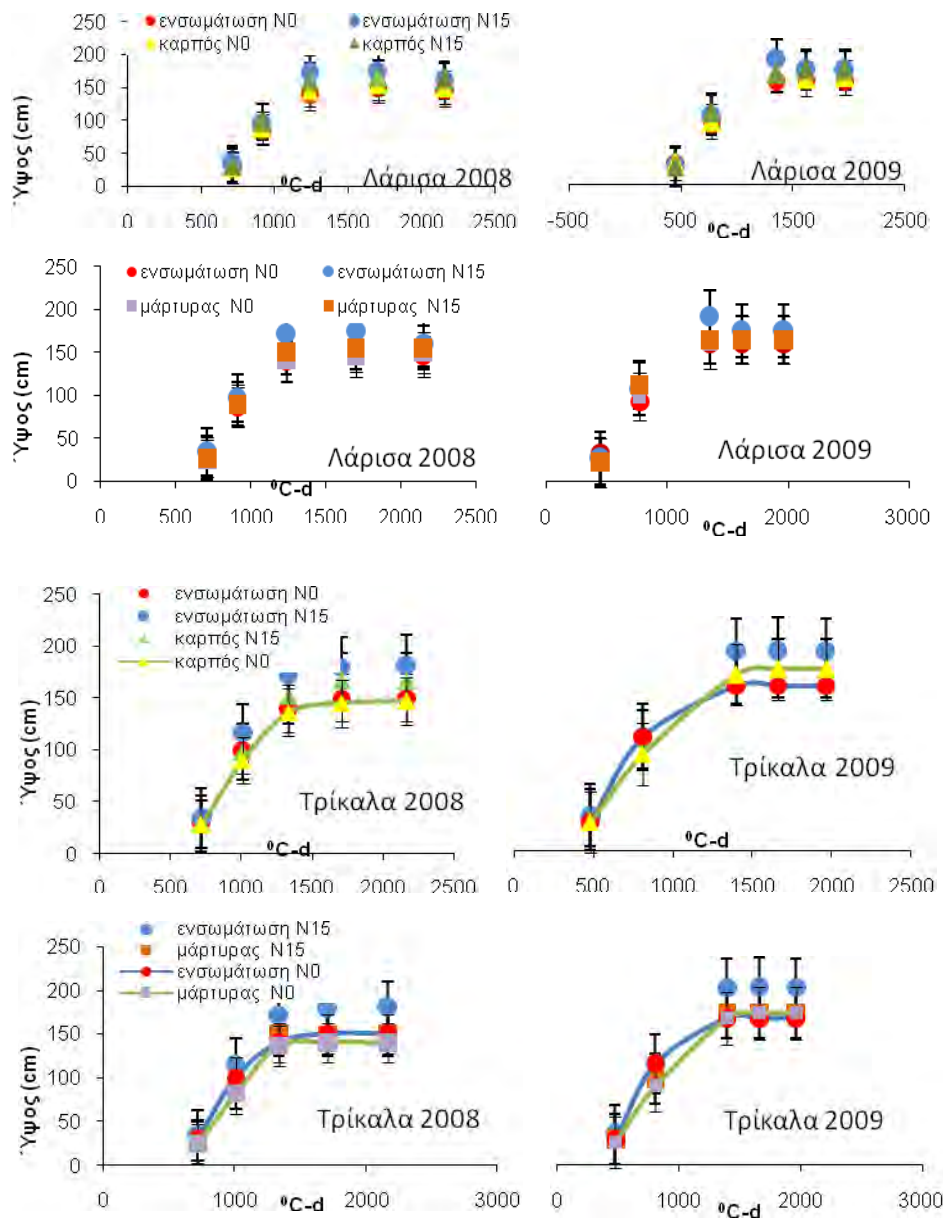 250
ενσωμάτωση N0 ενσωμάτωση N15
200
καρπός N0 καρπός N15
150
100
50
0
Ύψος (cm)
⁰C-d
Λάρισα 2008
0 500 1000 1500 2000 2500
Λάρισα 2009
-500 500 1500 2500
⁰C-d
250
ενσωμάτωση N0 ενσωμάτωση N15
200
μάρτυρας N0 μάρτυρας N15
150
100
50
0
Ύψος (cm)
Λάρισα 2008
⁰C-d
0 500 1000 1500 2000 2500
Λάρισα 2009
⁰C-d
0 1000 2000 3000
250
ενσωμάτωση N0
ενσωμάτωση N15
200
καρπός N15
καρπός N0
150
100
50
0
Ύψος (cm)
Τρίκαλα 2008
⁰C-d
0 500 1000 1500 2000 2500
Τρίκαλα 2009
⁰C-d
0 500 1000 1500 2000 2500
ενσωμάτωση N15
250
μάρτυρας N15
ενσωμάτωση N0
200
μάρτυρας N0
150
100
50
0
Ύψος (cm)
Τρίκαλα 2008
0 1000 2000 3000
⁰C-d
Τρίκαλα 2009
0 1000 2000 3000
⁰C-d